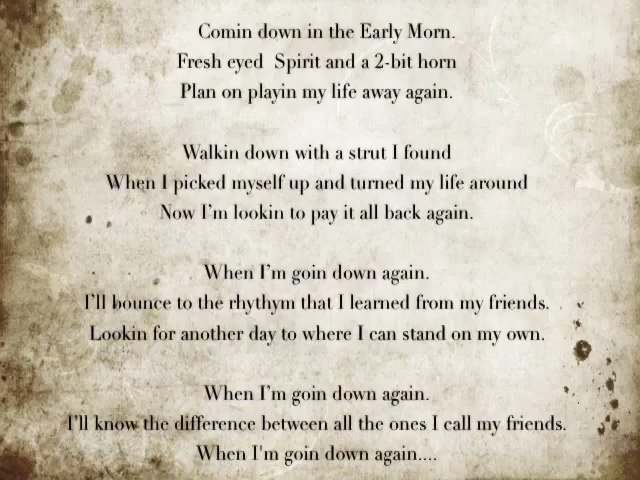 Comin down in the Early Morn.
Fresh eyed  Spirit and a 2-bit horn
Plan on playin my life away again.
Walkin down with a strut I found
When I picked myself up and turned my life around
Now I'm lookin to pay it all back again.
When I'm goin down again.
I'll bounce to the rhythym that I learned from my friends.
Lookin for another day to where I can stand on my own.
When I'm goin down again.
I'll know the difference between all the ones I call my friends.
When I'm goin down again....